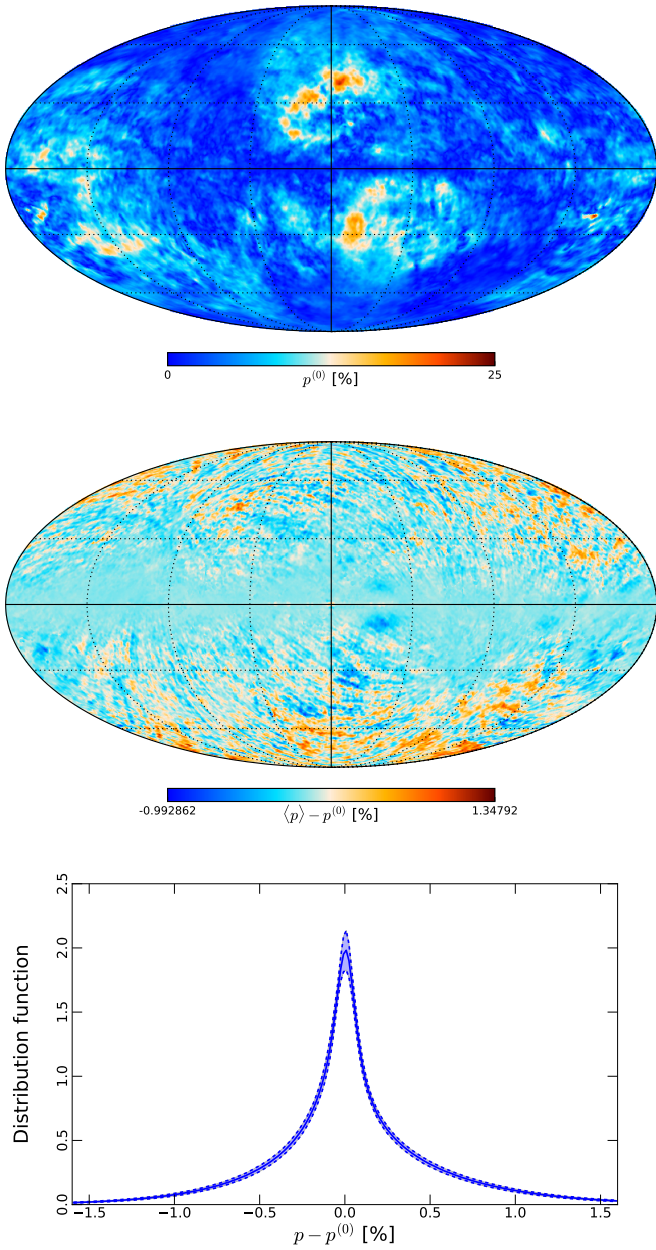 0
25
p^{(0)} [%]
-0.992862
1.34792
⟨p⟩ − p^{(0)} [%]
Distribution function
2.5
2.0
1.5
1.0
0.5
0.0
−1.5 −1.0 −0.5 0.0 0.5 1.0 1.5
p − p^{(0)} [%]